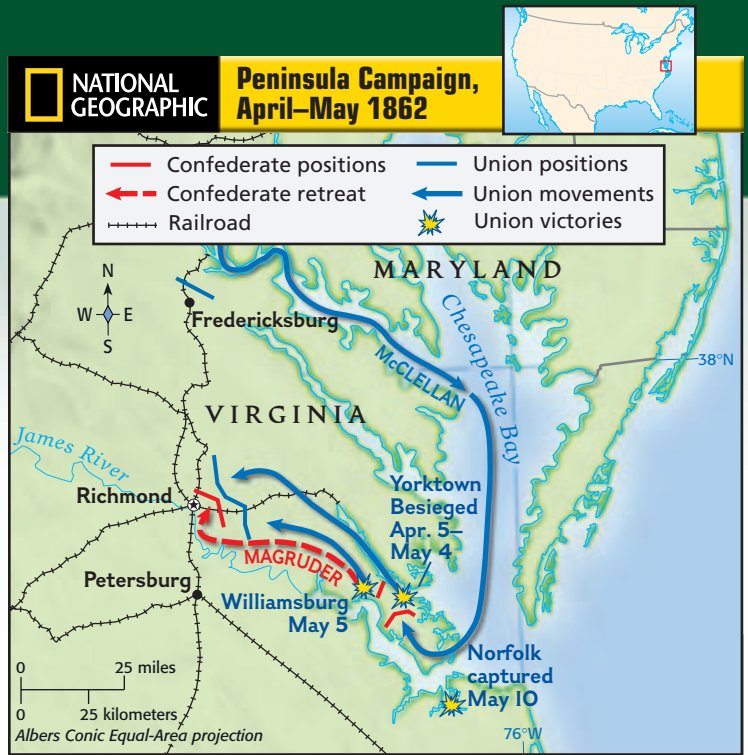 NATIONAL
GEOGRAPHIC
Peninsula Campaign,
April–May 1862
Confederate positions
Union positions
Confederate retreat
Union movements
Railroad
Union victories
MARYLAND
N
W E
S
Fredericksburg
Chesapeake Bay
McCLELLAN
38°N
VIRGINIA
James River
Richmond
Yorktown
Besieged
Apr. 5–
May 4
MAGRUDER
Petersburg
Williamsburg
May 5
Norfolk
captured
May 10
0 25 miles
0 25 kilometers
Albers Conic Equal-Area projection
76°W